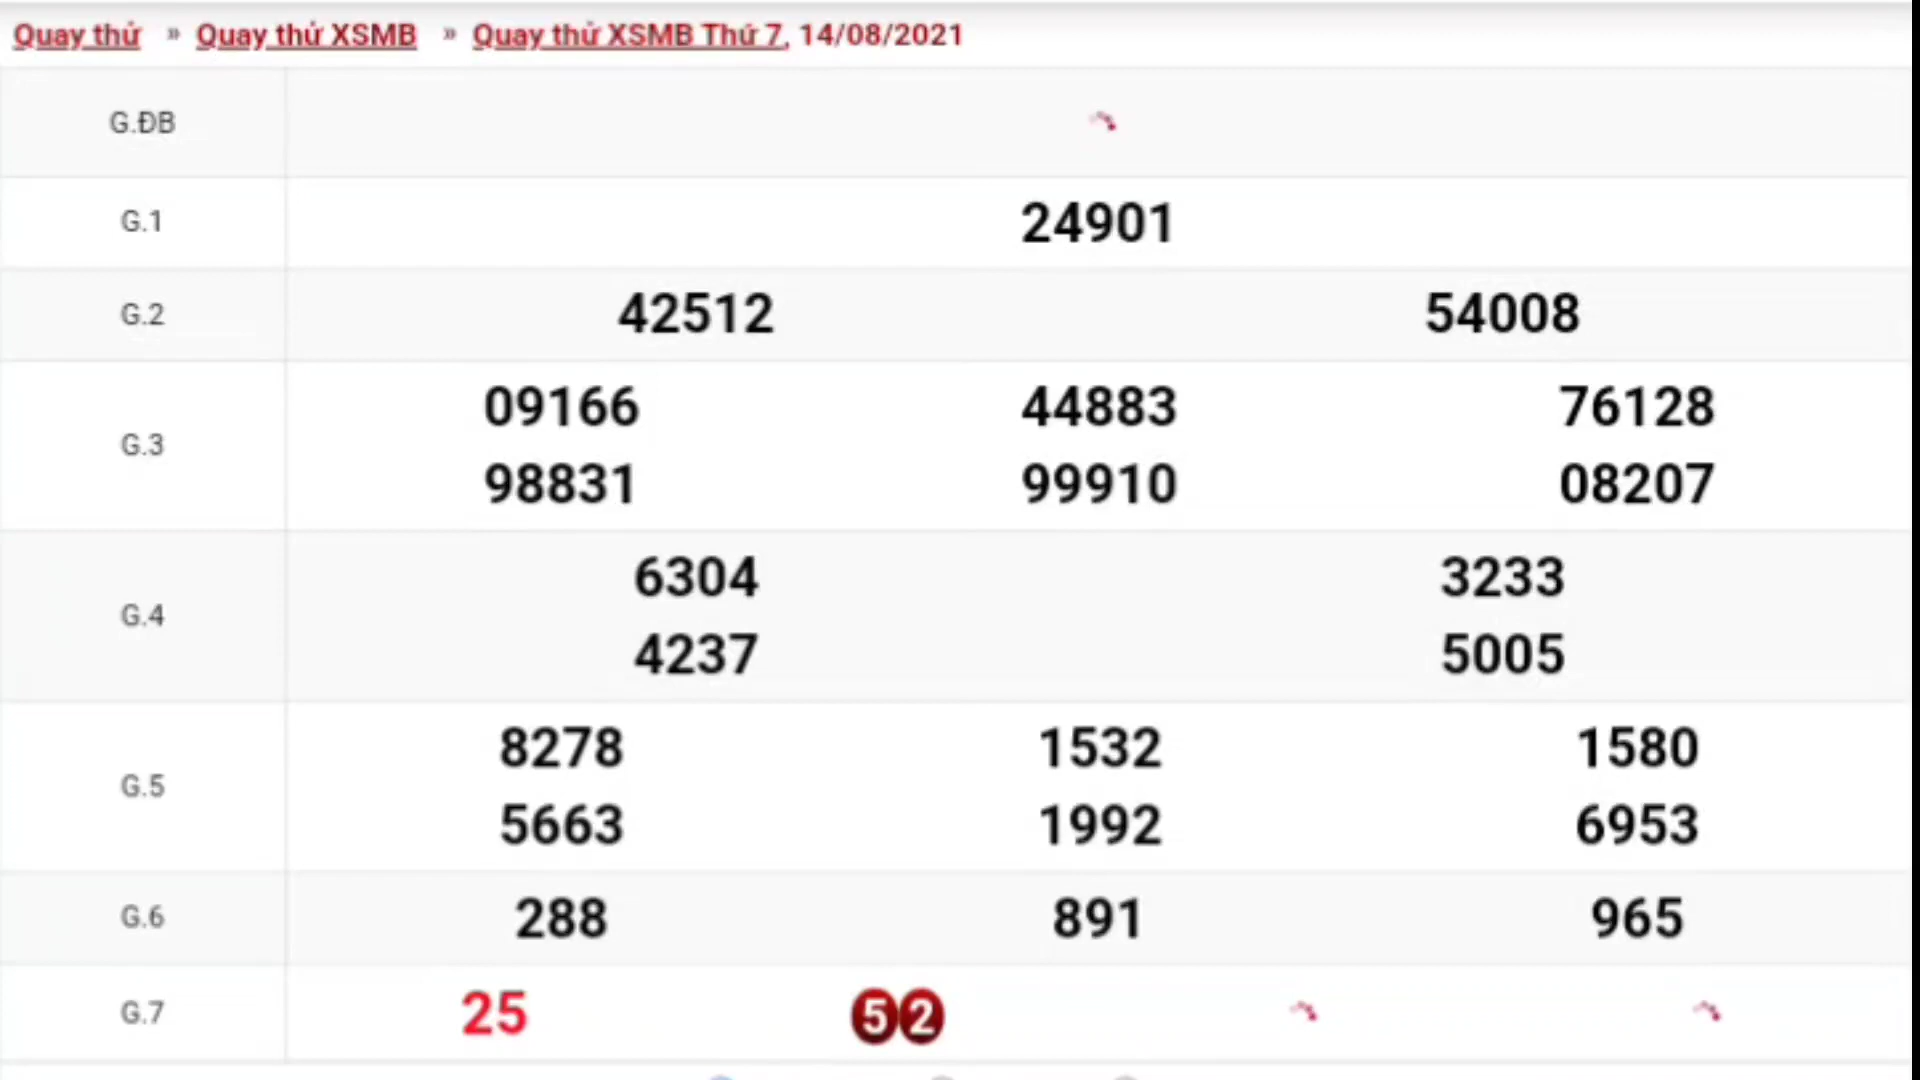 Quay thử » Quay thử XSMB » Quay thử XSMB Thứ 7, 14/08/2021
G.ĐB
G.1 24901
G.2 42512 54008
G.3 09166 44883 76128
98831 99910 08207
G.4 6304 3233
4237 5005
G.5 8278 1532 1580
5663 1992 6953
G.6 288 891 965
G.7 25 52